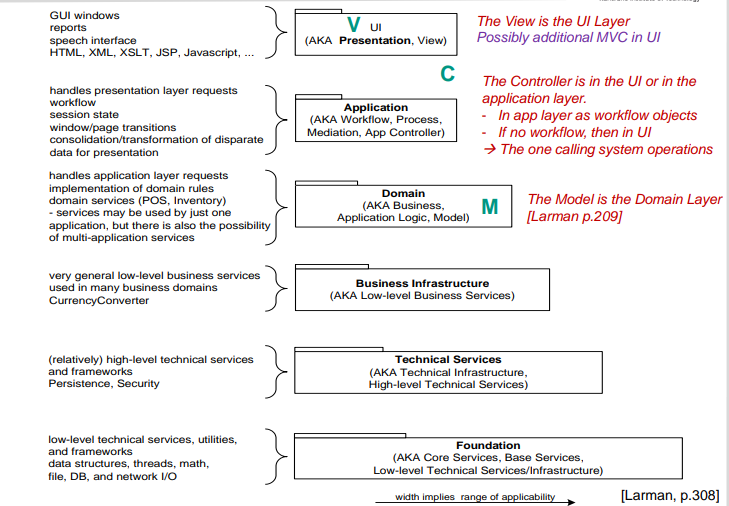 GUI windows
reports
speech interface
HTML, XML, XSLT, JSP, Javascript, ...
V UI
(AKA Presentation, View)
The View is the UI Layer
Possibly additional MVC in UI
C
handles presentation layer requests
workflow
session state
window/page transitions
consolidation/transformation of disparate
data for presentation
Application
(AKA Workflow, Process,
Mediation, App Controller)
The Controller is in the UI or in the
application layer.
- In app layer as workflow objects
- If no workflow, then in UI
→ The one calling system operations
handles application layer requests
implementation of domain rules
domain services (POS, Inventory)
- services may be used by just one
application, but there is also the possibility
of multi-application services
Domain
(AKA Business,
Application Logic, Model)
M
The Model is the Domain Layer
[Larman p.209]
very general low-level business services
used in many business domains
CurrencyConverter
Business Infrastructure
(AKA Low-level Business Services)
(relatively) high-level technical services
and frameworks
Persistence, Security
Technical Services
(AKA Technical Infrastructure,
High-level Technical Services)
low-level technical services, utilities,
and frameworks
data structures, threads, math,
file, DB, and network I/O
Foundation
(AKA Core Services, Base Services,
Low-level Technical Services/Infrastructure)
width implies range of applicability
[Larman, p.308]